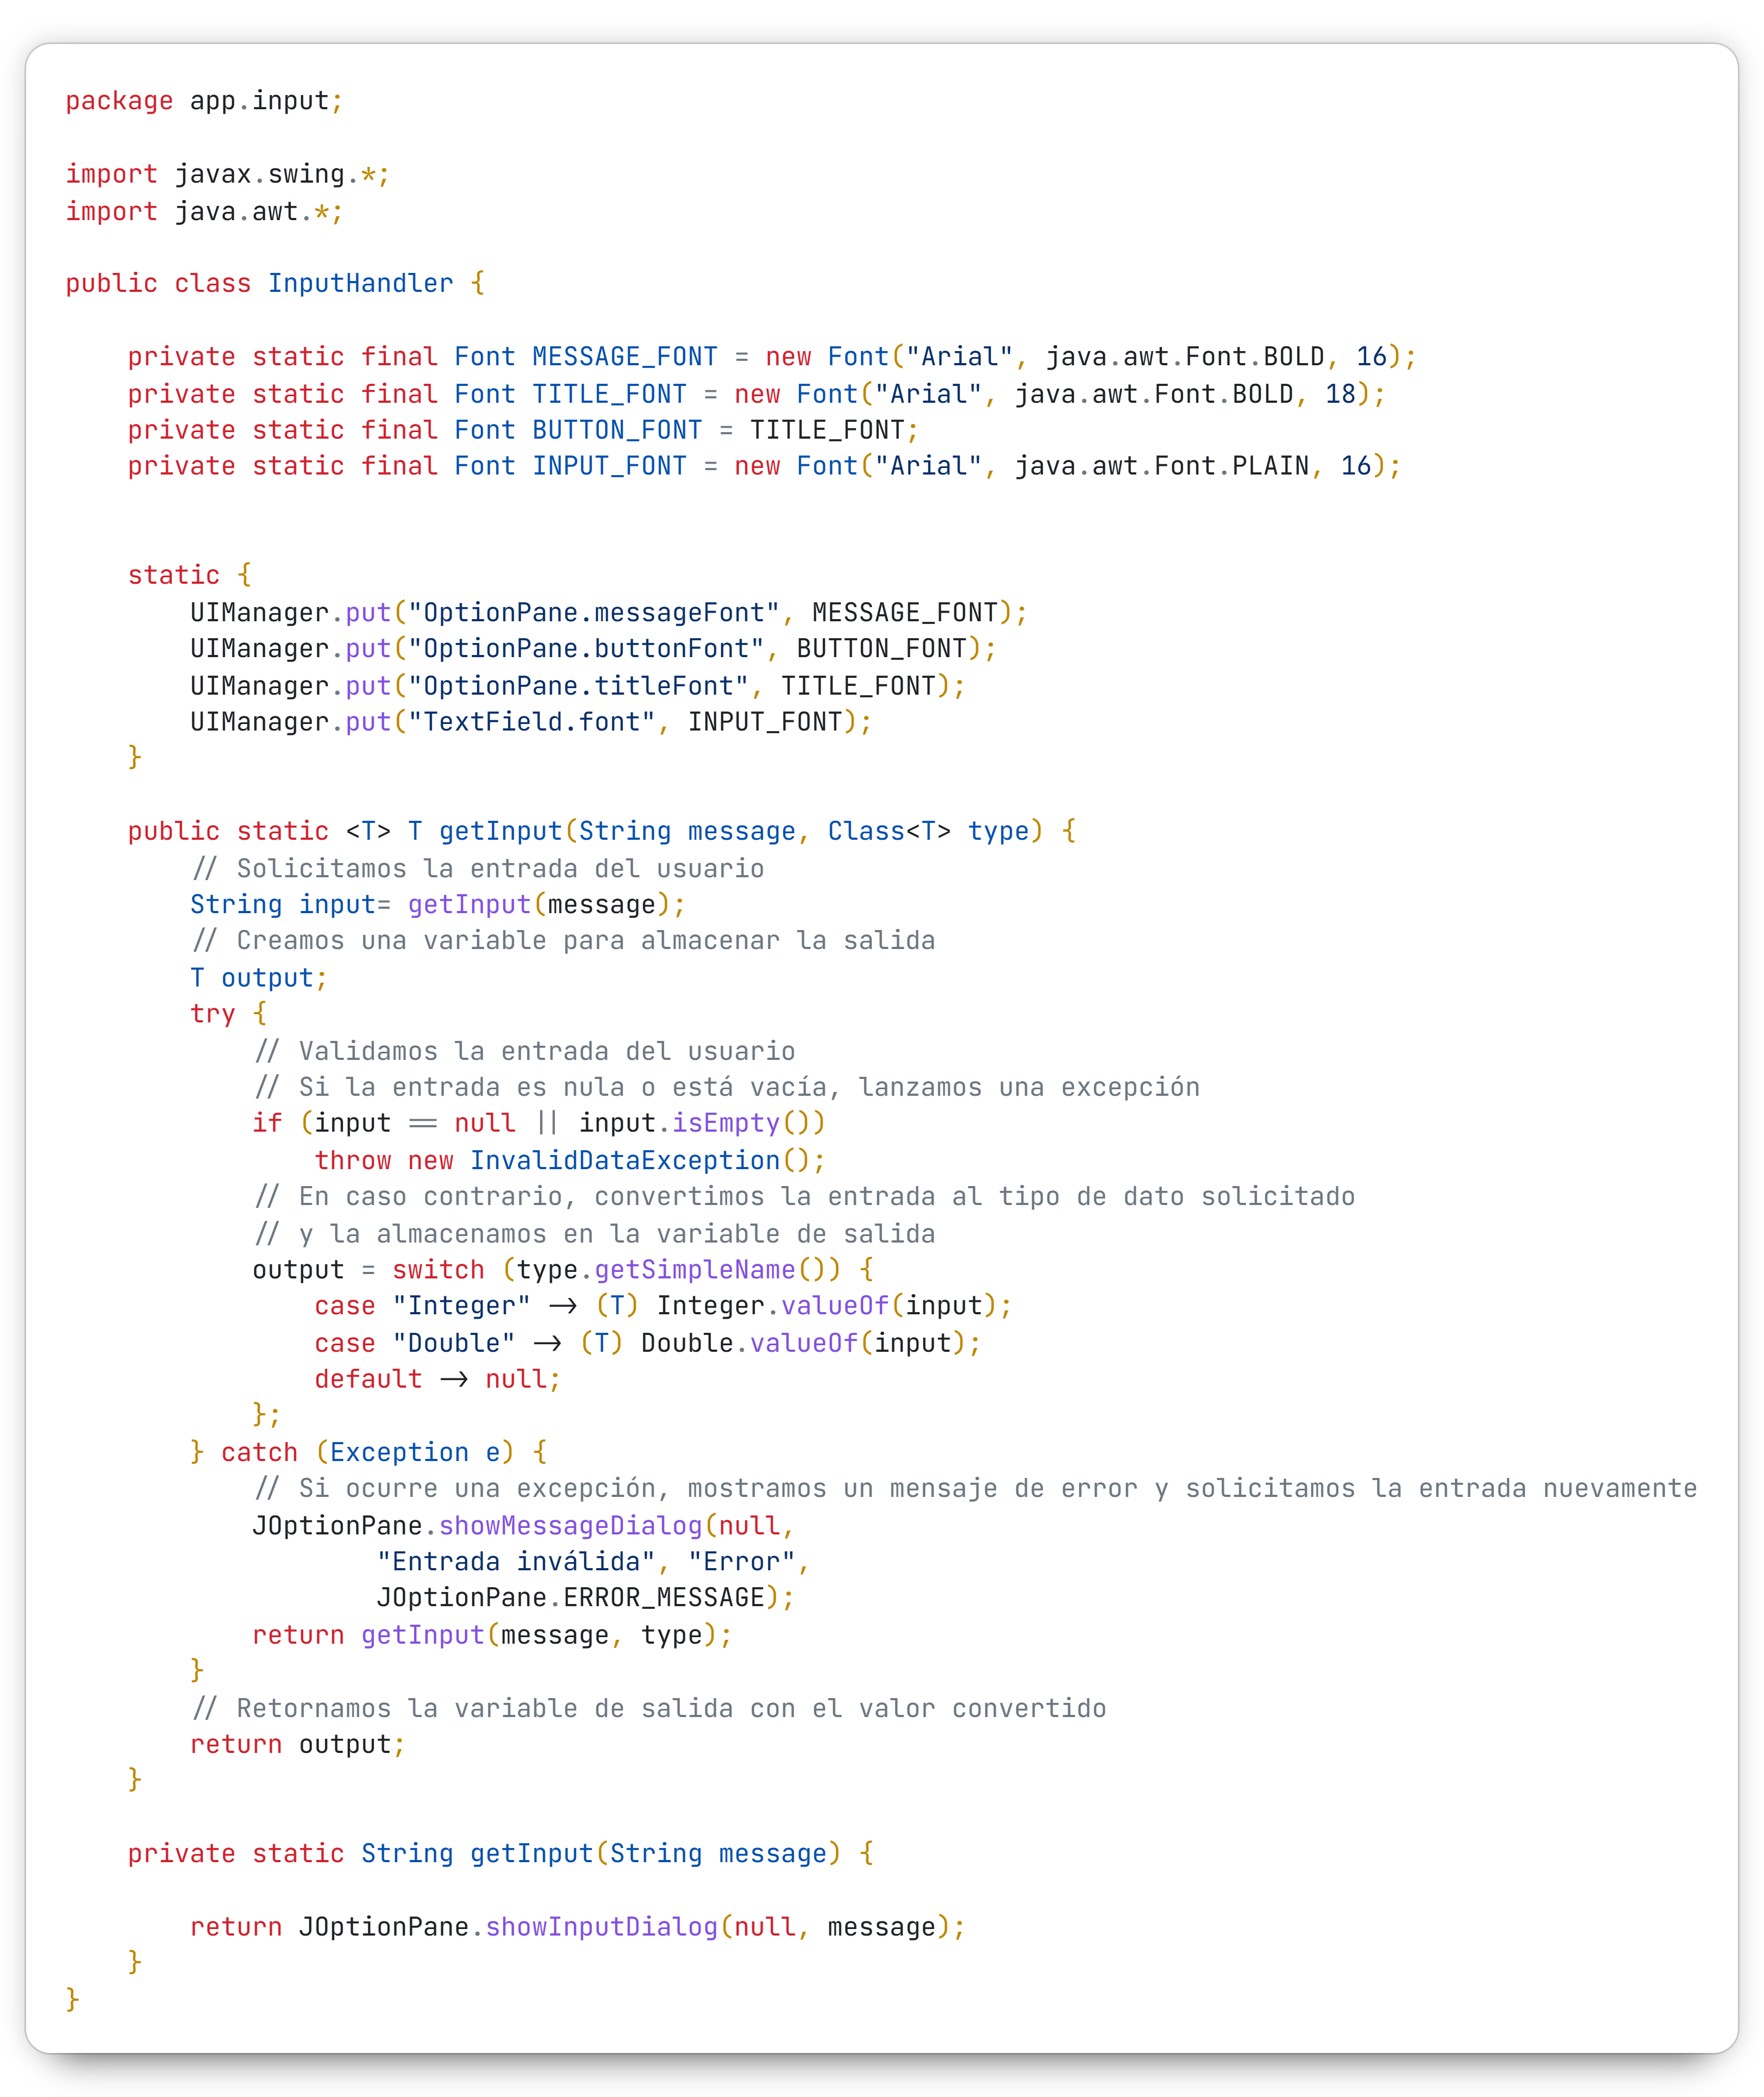 package app.input;

import javax.swing.*;
import java.awt.*;

public class InputHandler {

    private static final Font MESSAGE_FONT = new Font("Arial", java.awt.Font.BOLD, 16);
    private static final Font TITLE_FONT = new Font("Arial", java.awt.Font.BOLD, 18);
    private static final Font BUTTON_FONT = TITLE_FONT;
    private static final Font INPUT_FONT = new Font("Arial", java.awt.Font.PLAIN, 16);


    static {
        UIManager.put("OptionPane.messageFont", MESSAGE_FONT);
        UIManager.put("OptionPane.buttonFont", BUTTON_FONT);
        UIManager.put("OptionPane.titleFont", TITLE_FONT);
        UIManager.put("TextField.font", INPUT_FONT);
    }

    public static <T> T getInput(String message, Class<T> type) {
        // Solicitamos la entrada del usuario
        String input= getInput(message);
        // Creamos una variable para almacenar la salida
        T output;
        try {
            // Validamos la entrada del usuario
            // Si la entrada es nula o está vacía, lanzamos una excepción
            if (input == null || input.isEmpty())
                throw new InvalidDataException();
            // En caso contrario, convertimos la entrada al tipo de dato solicitado
            // y la almacenamos en la variable de salida
            output = switch (type.getSimpleName()) {
                case "Integer" -> (T) Integer.valueOf(input);
                case "Double" -> (T) Double.valueOf(input);
                default -> null;
            };
        } catch (Exception e) {
            // Si ocurre una excepción, mostramos un mensaje de error y solicitamos la entrada nuevamente
            JOptionPane.showMessageDialog(null,
                    "Entrada inválida", "Error",
                    JOptionPane.ERROR_MESSAGE);
            return getInput(message, type);
        }
        // Retornamos la variable de salida con el valor convertido
        return output;
    }

    private static String getInput(String message) {

        return JOptionPane.showInputDialog(null, message);
    }
}